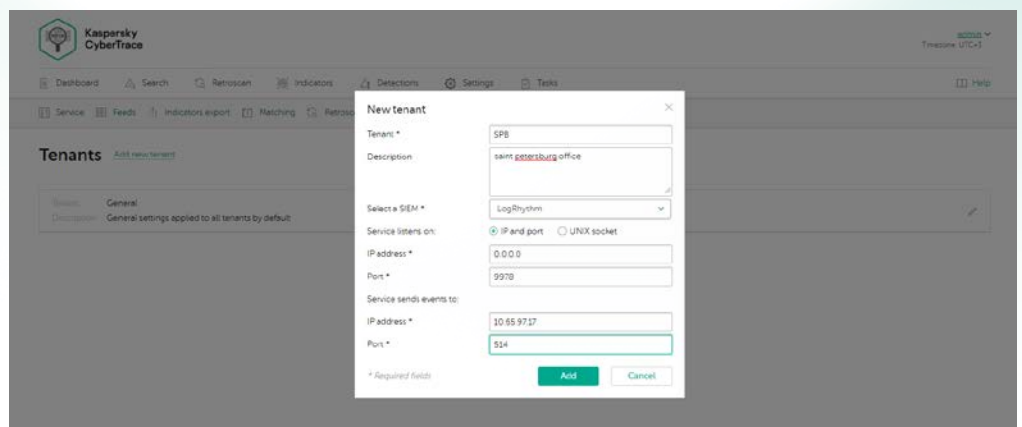 Kaspersky
CyberTrace
admin
Timezone: UTC+3
Dashboard Search Retroscan Indicators Detections Settings Tasks Help
Service Feeds Indicators export Matching Retrosc
Tenants Add new tenant
General
Description: General settings applied to all tenants by default
New tenant
Tenant * SPB
Description saint petersburg office
Select a SIEM * LogRhythm
Service listens on: IP and port UNIX socket
IP address * 0.0.0.0
Port * 9978
Service sends events to:
IP address * 10.65.97.17
Port * 514
* Required fields Add Cancel